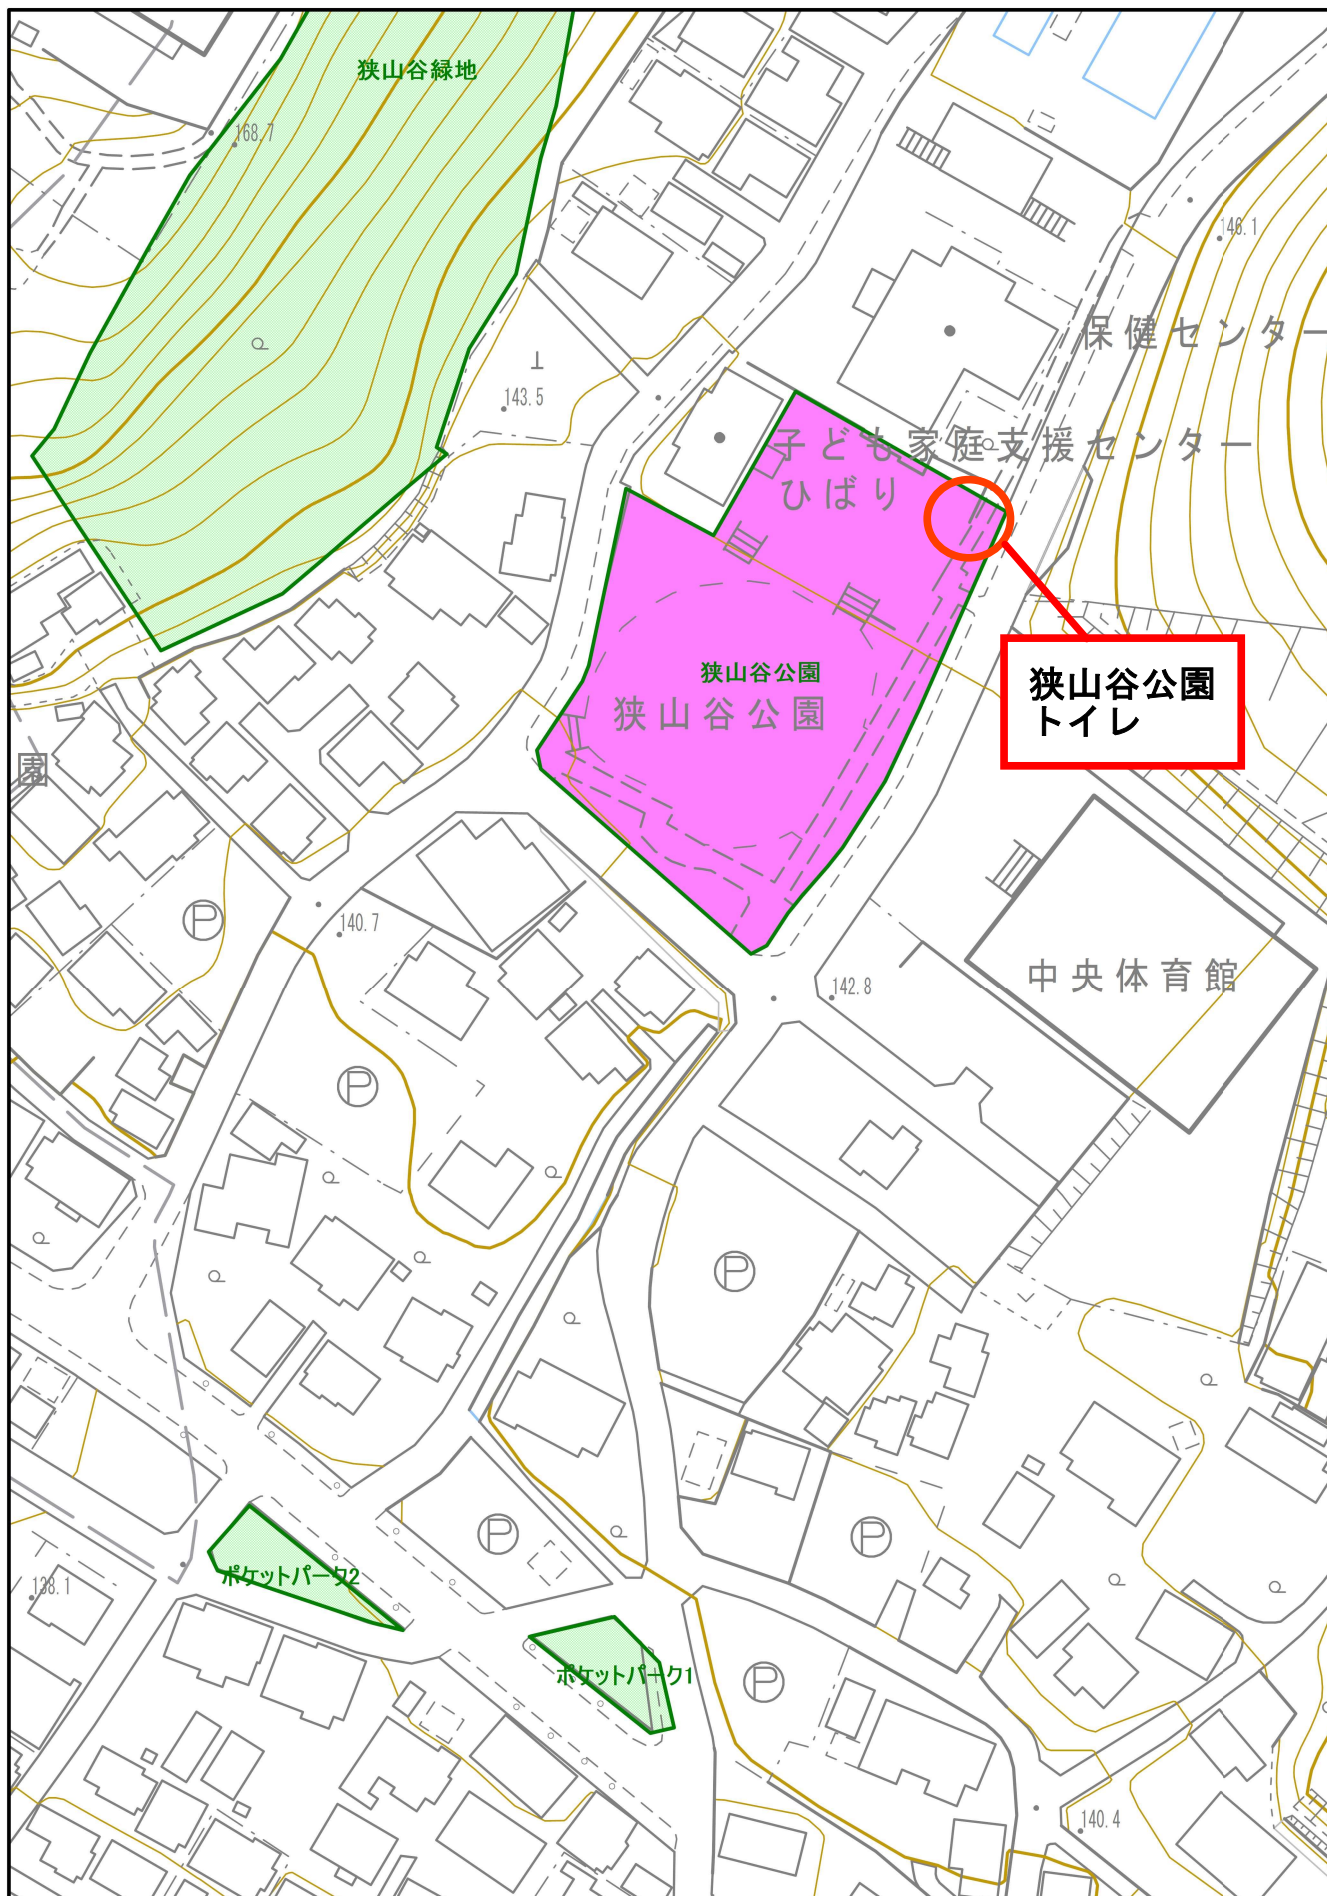 狭山谷緑地
168.7
146.1
保健センター
143.5
子ども家庭支援センター
ひばり
狭山谷公園
狭山谷公園
狭山谷公園
トイレ
園
P
140.7
中央体育館
142.8
P
P
P
P
ポケットパーク2
138.1
ポケットパーク1
P
140.4